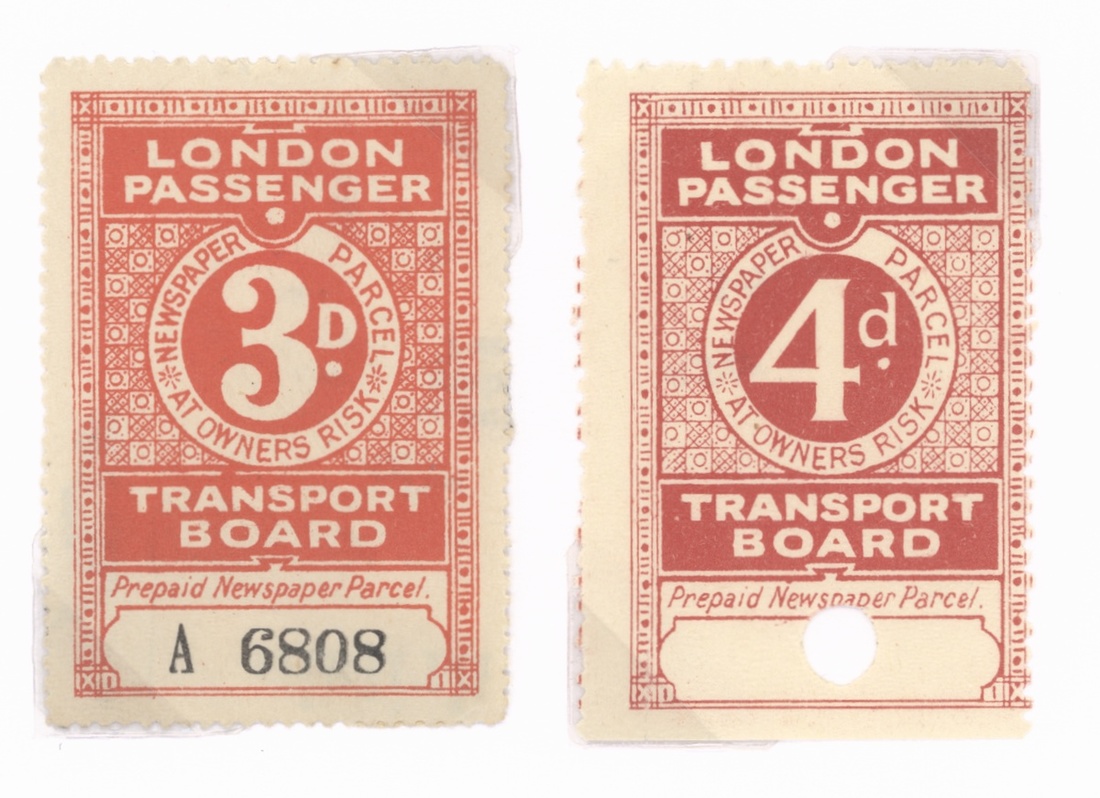 LONDON
PASSENGER
NEWSPAPER PARCEL
AT OWNERS RISK
3D.
TRANSPORT
BOARD
Prepaid Newspaper Parcel.
A 6808
LONDON
PASSENGER
NEWSPAPER PARCEL
AT OWNERS RISK
4d.
TRANSPORT
BOARD
Prepaid Newspaper Parcel.